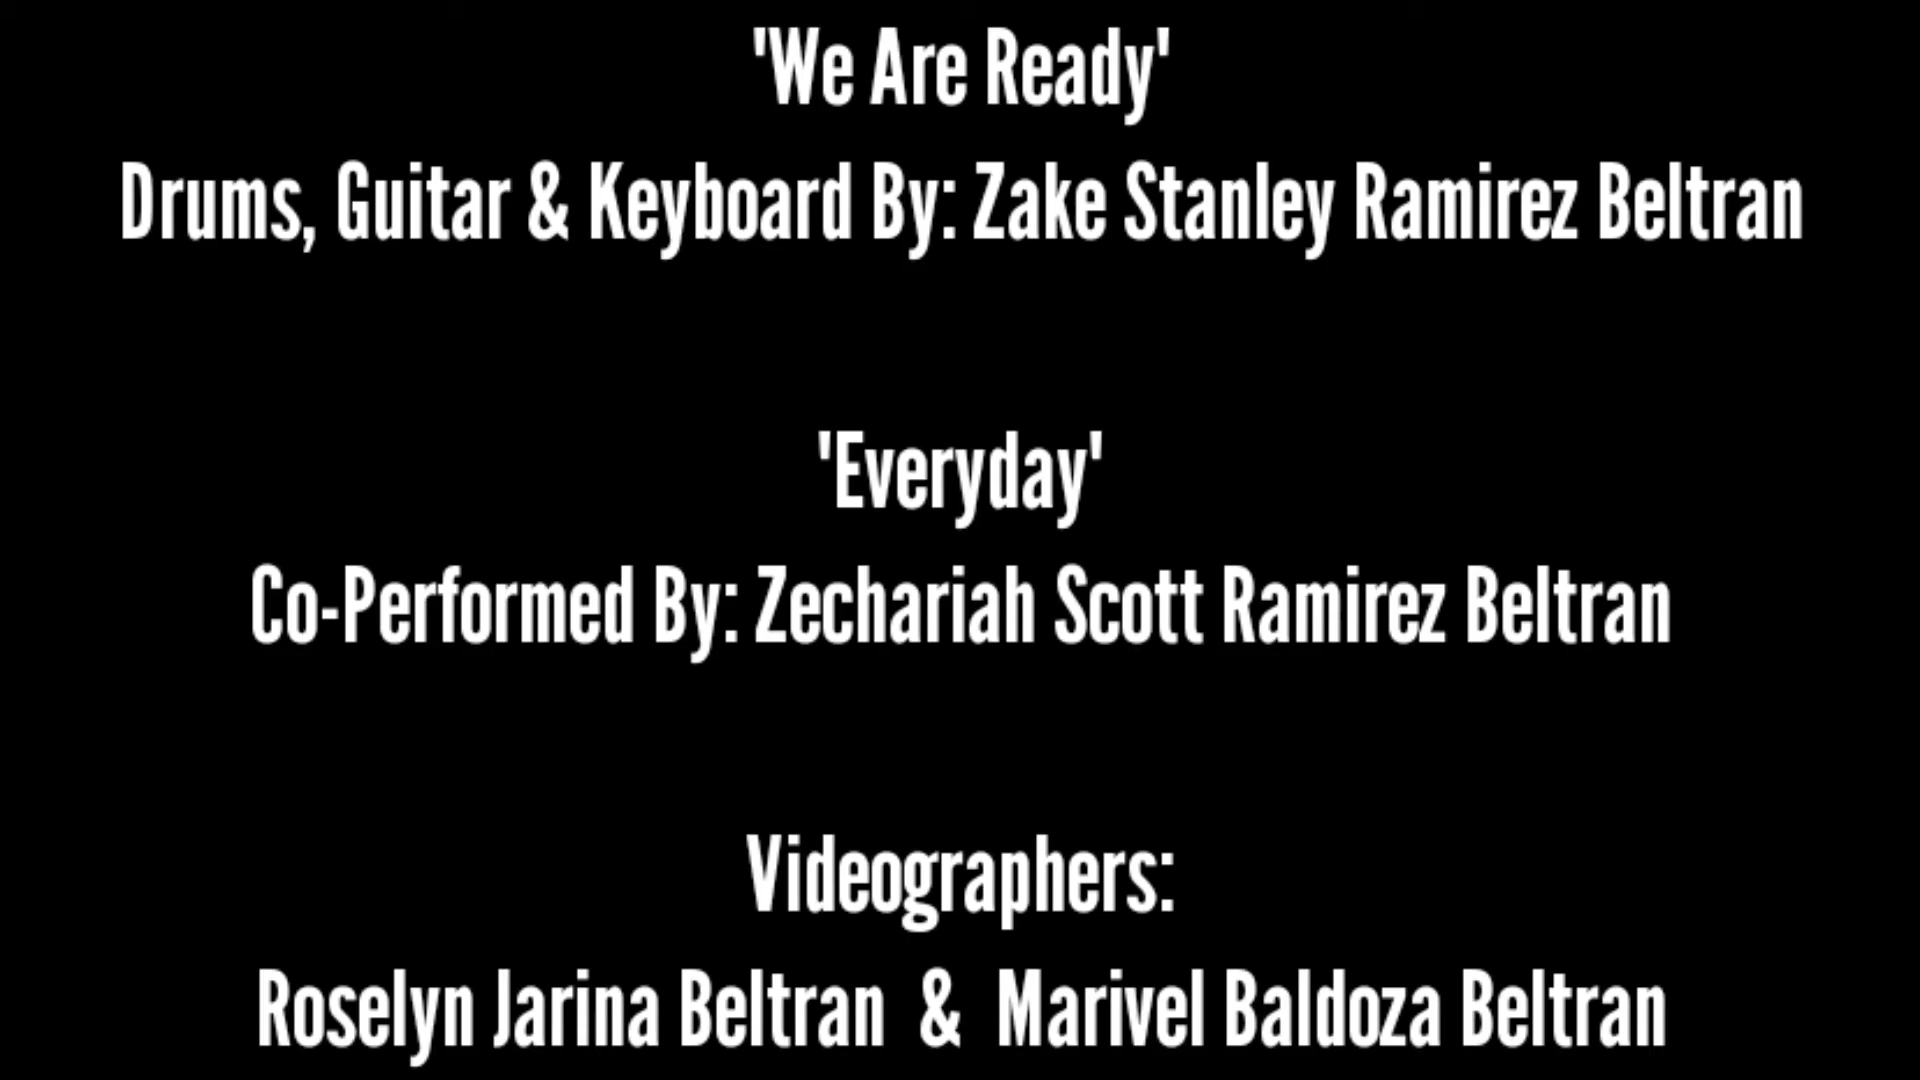 'We Are Ready'
Drums, Guitar & Keyboard By: Zake Stanley Ramirez Beltran
'Everyday'
Co-Performed By: Zechariah Scott Ramirez Beltran
Videographers:
Roselyn Jarina Beltran & Marivel Baldoza Beltran